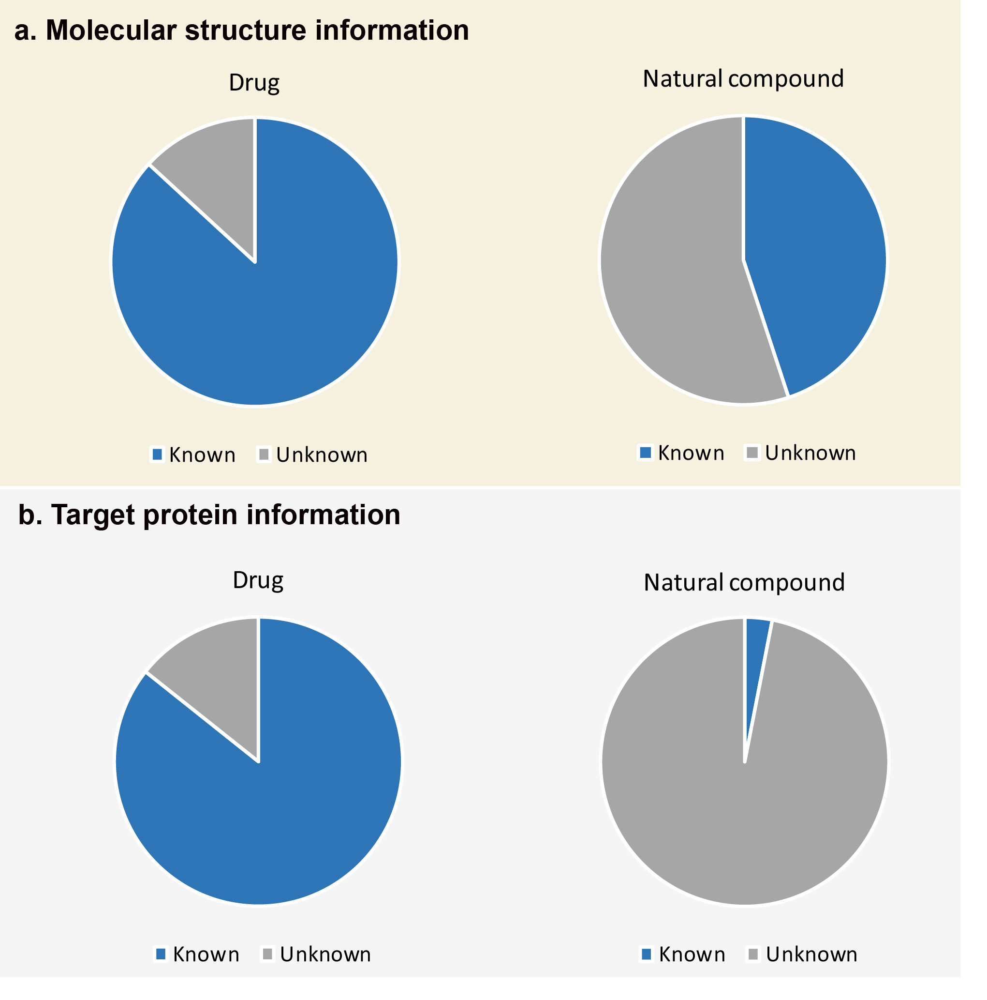 a. Molecular structure information
Drug
Natural compound
Known Unknown
Known Unknown
b. Target protein information
Drug
Natural compound
Known Unknown
Known Unknown